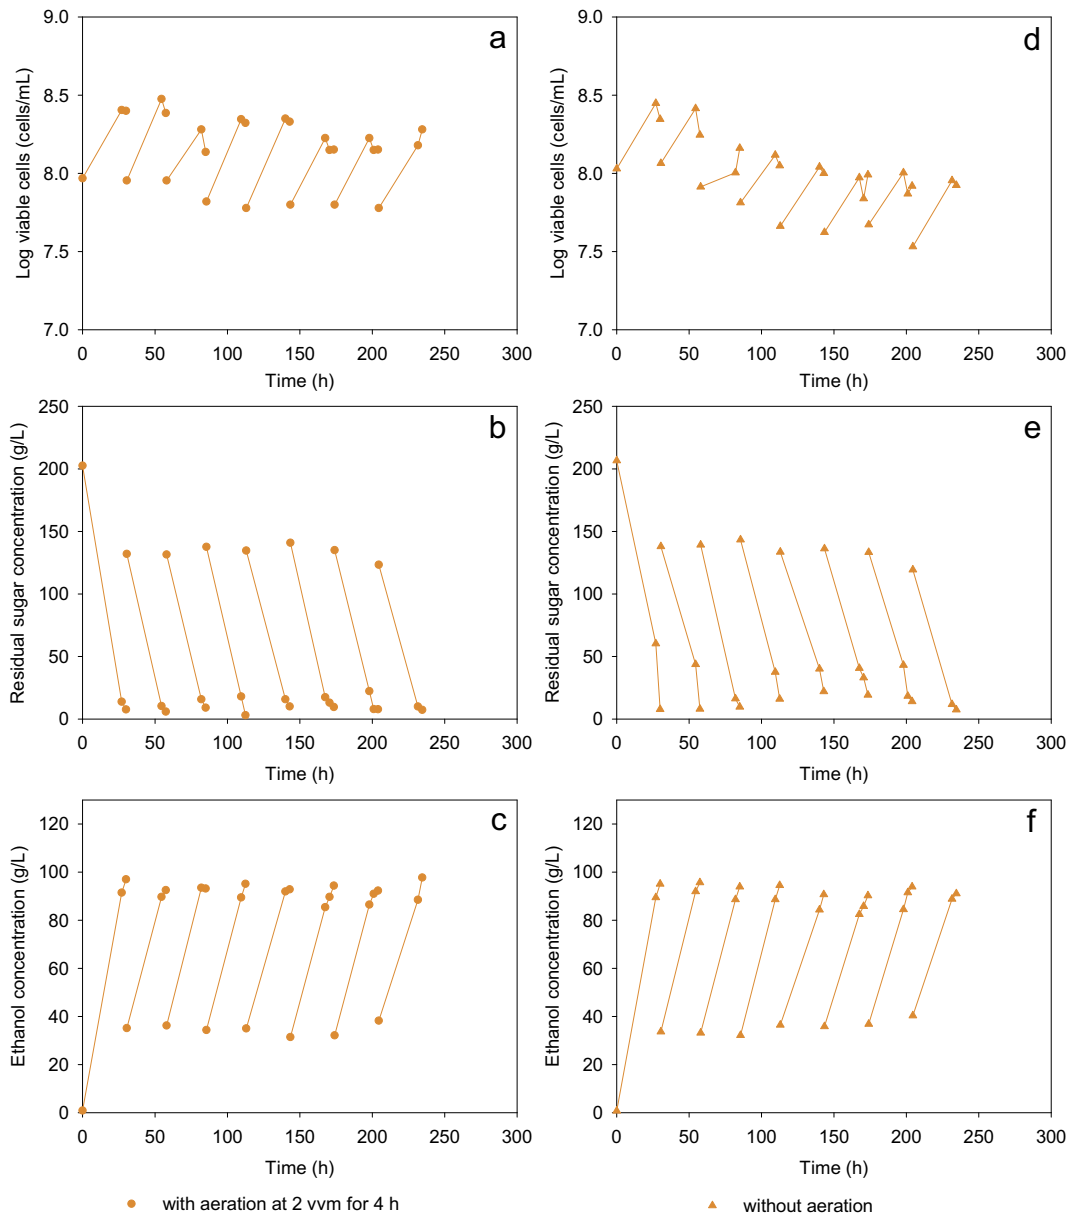 a
9.0
8.5
8.0
7.5
7.0
Log viable cells (cells/mL)
0 50 100 150 200 250 300
Time (h)
d
9.0
8.5
8.0
7.5
7.0
Log viable cells (cells/mL)
0 50 100 150 200 250 300
Time (h)
b
250
200
150
100
50
0
Residual sugar concentration (g/L)
0 50 100 150 200 250 300
Time (h)
e
250
200
150
100
50
0
Residual sugar concentration (g/L)
0 50 100 150 200 250 300
Time (h)
c
120
100
80
60
40
20
0
Ethanol concentration (g/L)
0 50 100 150 200 250 300
Time (h)
f
120
100
80
60
40
20
0
Ethanol concentration (g/L)
0 50 100 150 200 250 300
Time (h)
with aeration at 2 vvm for 4 h
without aeration